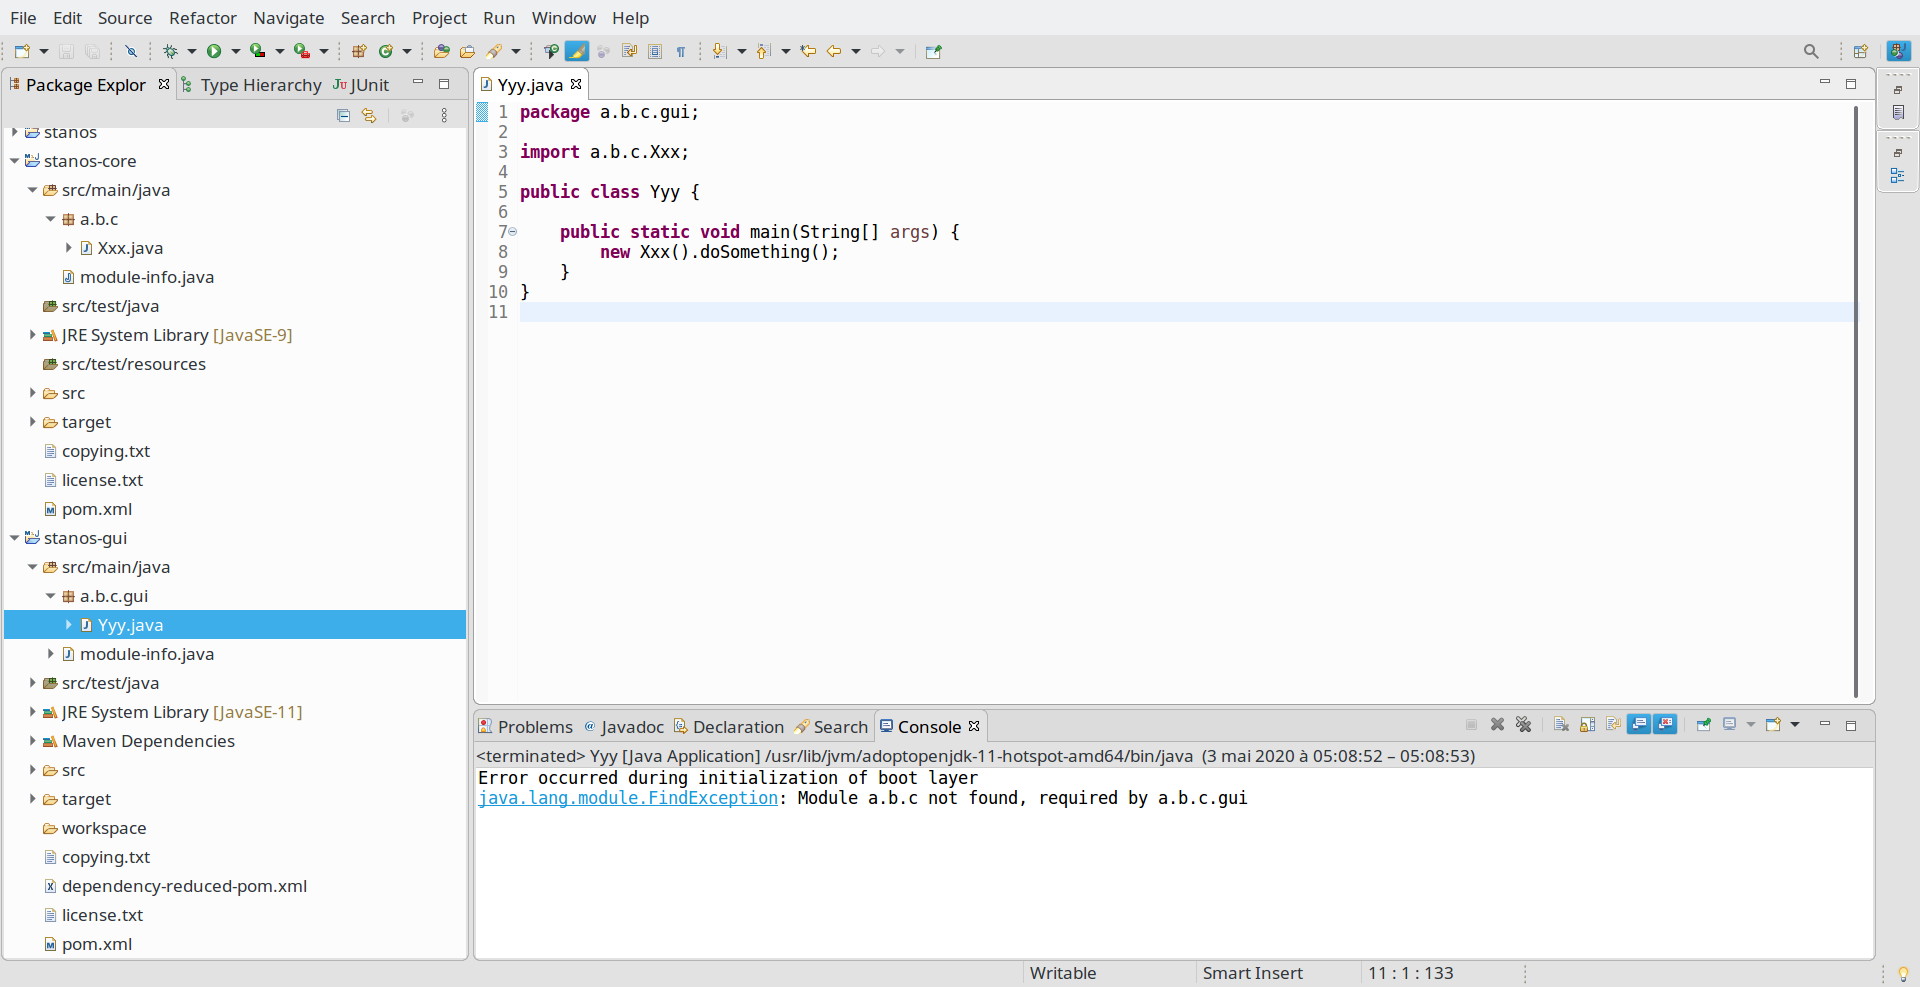 File Edit Source Refactor Navigate Search Project Run Window Help
Package Explor Type Hierarchy JUnit
stanos
stanos-core
src/main/java
a.b.c
Xxx.java
module-info.java
src/test/java
JRE System Library [JavaSE-9]
src/test/resources
src
target
copying.txt
license.txt
pom.xml
stanos-gui
src/main/java
a.b.c.gui
Yyy.java
module-info.java
src/test/java
JRE System Library [JavaSE-11]
Maven Dependencies
src
target
workspace
copying.txt
dependency-reduced-pom.xml
license.txt
pom.xml
Yyy.java
1 package a.b.c.gui;
2
3 import a.b.c.Xxx;
4
5 public class Yyy {
6
7 public static void main(String[] args) {
8 new Xxx().doSomething();
9 }
10 }
11
Problems Javadoc Declaration Search Console
<terminated> Yyy [Java Application] /usr/lib/jvm/adoptopenjdk-11-hotspot-amd64/bin/java (3 mai 2020 à 05:08:52 – 05:08:53)
Error occurred during initialization of boot layer
java.lang.module.FindException: Module a.b.c not found, required by a.b.c.gui
Writable Smart Insert 11 : 1 : 133